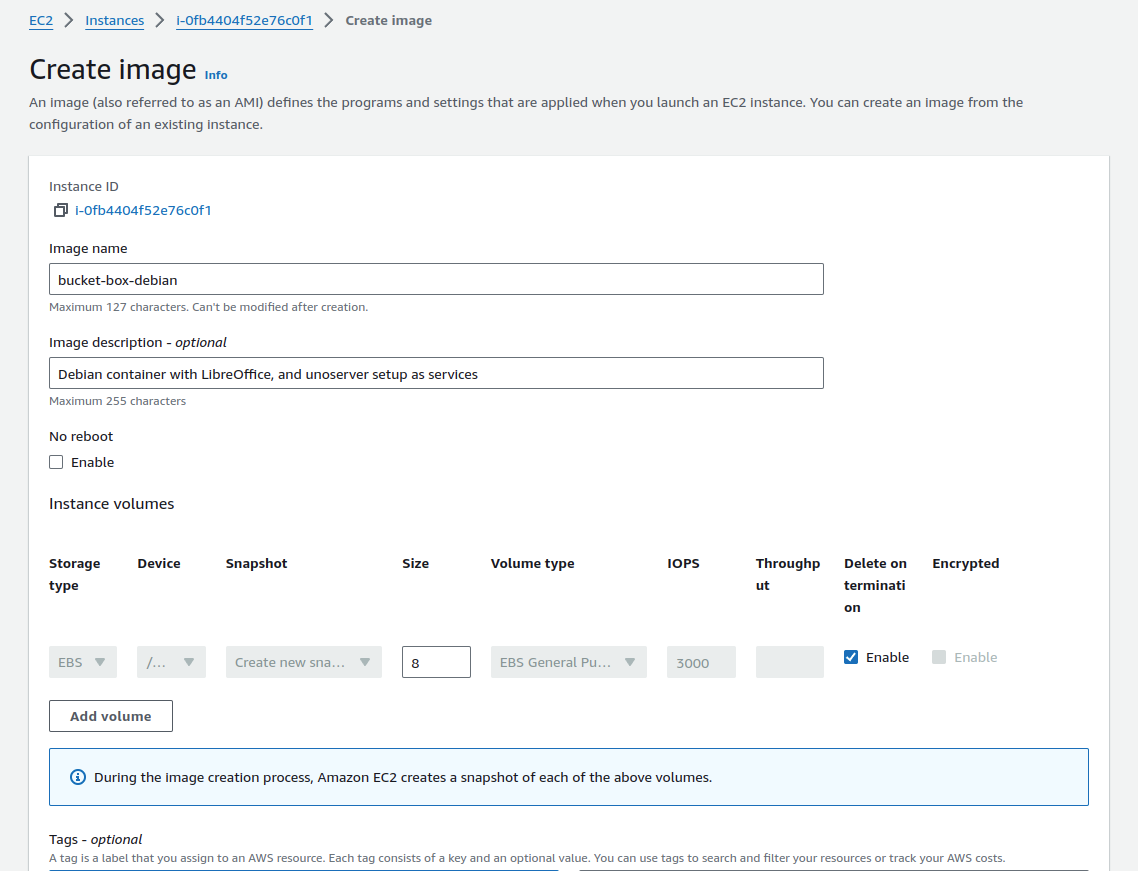 EC2 > Instances > i-0fb4404f52e76c0f1 > Create image
Create image Info
An image (also referred to as an AMI) defines the programs and settings that are applied when you launch an EC2 instance. You can create an image from the
configuration of an existing instance.
Instance ID
i-0fb4404f52e76c0f1
Image name
bucket-box-debian
Maximum 127 characters. Can't be modified after creation.
Image description - optional
Debian container with LibreOffice, and unoserver setup as services
Maximum 255 characters
No reboot
Enable
Instance volumes
Storage type Device Snapshot Size Volume type IOPS Throughput Delete on termination Encrypted
EBS /... Create new sna... 8 EBS General Pu... 3000 Enable Enable
Add volume
During the image creation process, Amazon EC2 creates a snapshot of each of the above volumes.
Tags - optional
A tag is a label that you assign to an AWS resource. Each tag consists of a key and an optional value. You can use tags to search and filter your resources or track your AWS costs.